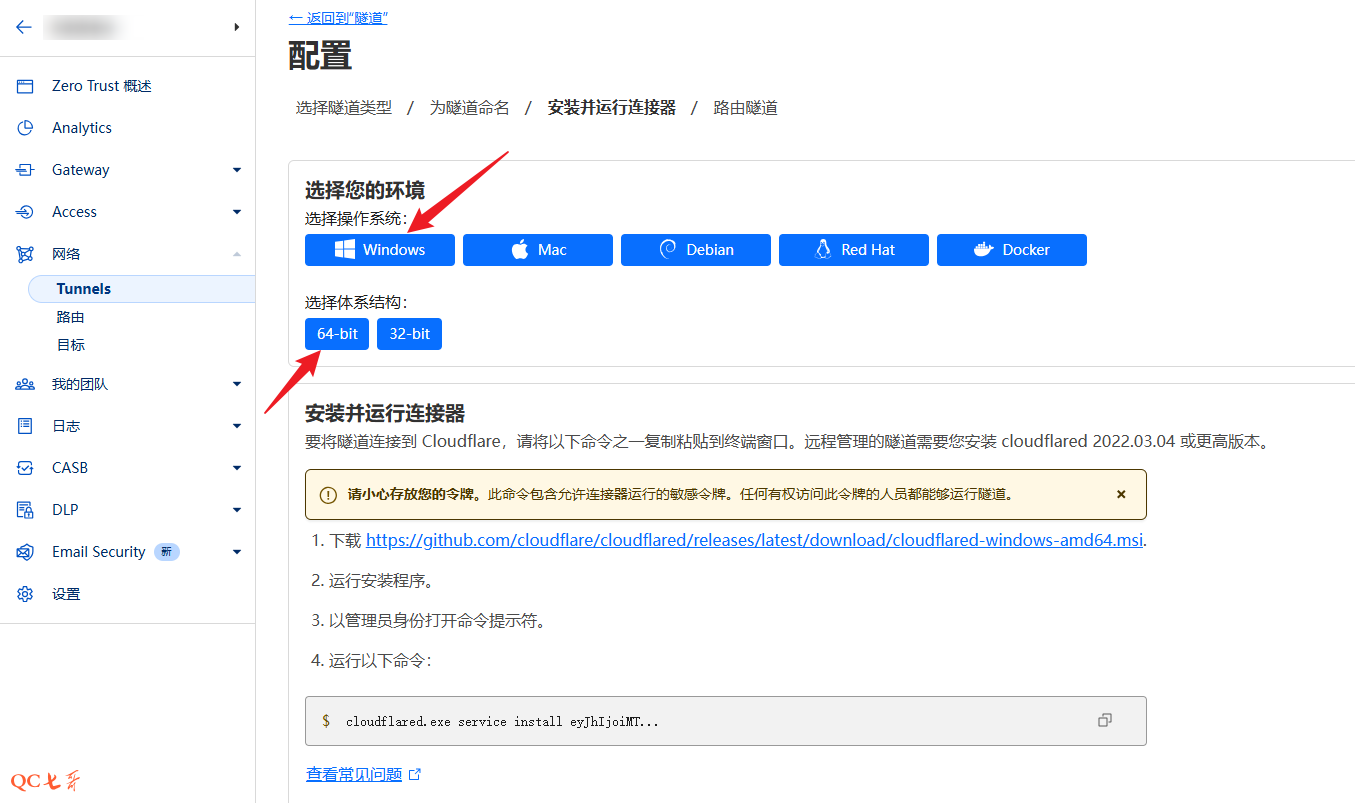 ← 返回到“隧道”
配置
选择隧道类型 / 为隧道命名 / 安装并运行连接器 / 路由隧道
Zero Trust 概述
Analytics
Gateway
Access
网络
Tunnels
路由
目标
我的团队
日志
CASB
DLP
Email Security 新
设置
选择您的环境
选择操作系统：
Windows Mac Debian Red Hat Docker
选择体系结构：
64-bit 32-bit
安装并运行连接器
要将隧道连接到 Cloudflare，请将以下命令之一复制粘贴到终端窗口。远程管理的隧道需要您安装 cloudflared 2022.03.04 或更高版本。
请小心存放您的令牌。此命令包含允许连接器运行的敏感令牌。任何有权访问此令牌的人员都能够运行隧道。
1. 下载 https://github.com/cloudflare/cloudflared/releases/latest/download/cloudflared-windows-amd64.msi.
2. 运行安装程序。
3. 以管理员身份打开命令提示符。
4. 运行以下命令：
$ cloudflared.exe service install eyJhIjoiMT...
查看常见问题
QC七哥